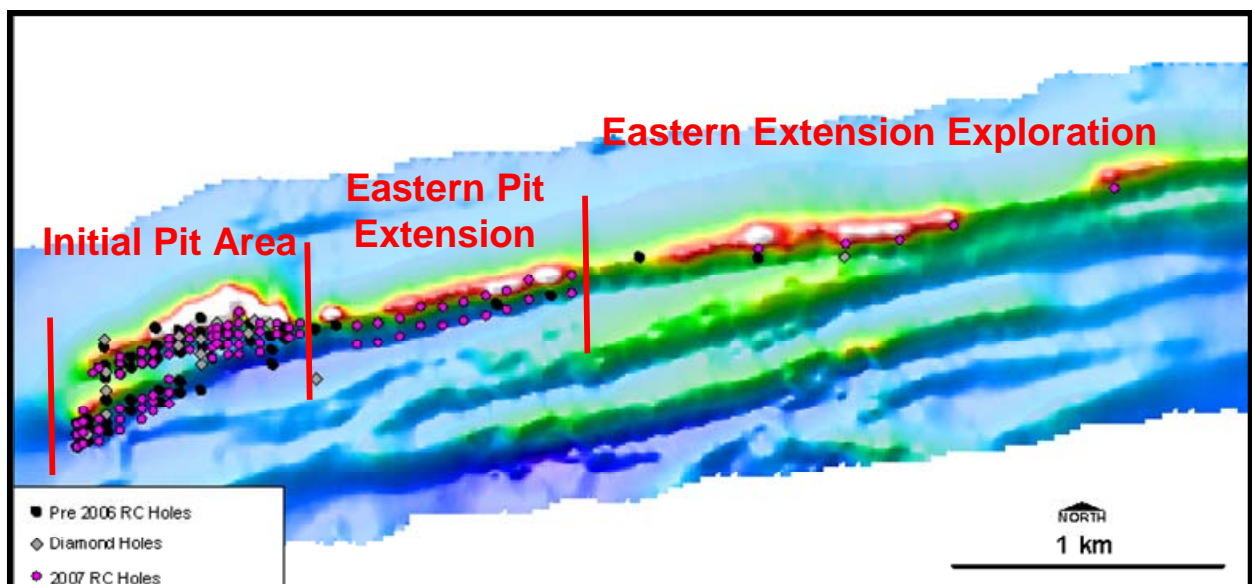 Eastern Extension Exploration
Eastern Pit
Extension
Initial Pit Area
Pre 2006 RC Holes
Diamond Holes
2007 RC Holes
NORTH
1 km